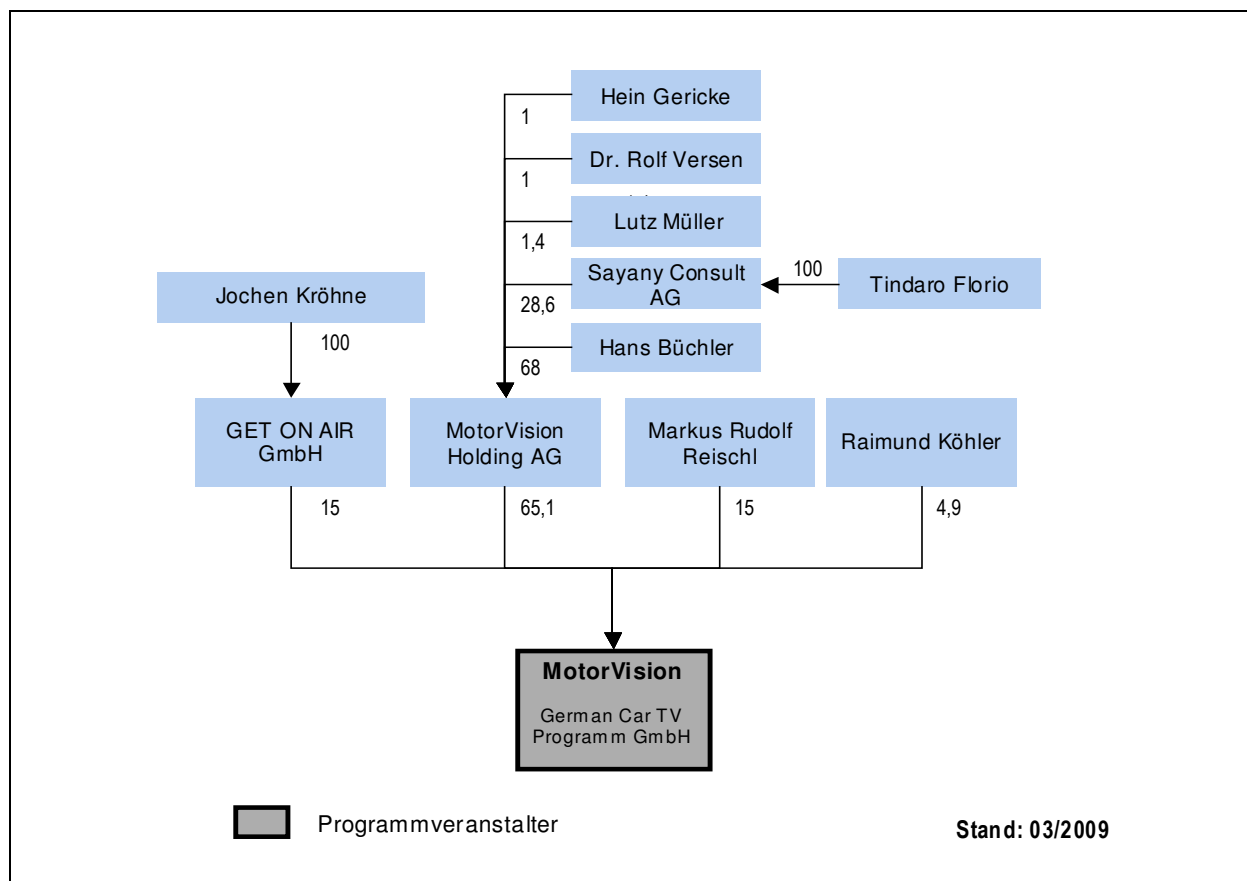 Hein Gericke
1
Dr. Rolf Versen
1
Lutz Müller
1,4
Sayany Consult
AG
100
Tindaro Florio
28,6
Hans Büchler
68
Jochen Kröhne
100
GET ON AIR
GmbH
MotorVision
Holding AG
Markus Rudolf
Reischl
Raimund Köhler
15
65,1
15
4,9
MotorVision
German Car TV
Programm GmbH
Programmveranstalter
Stand: 03/2009